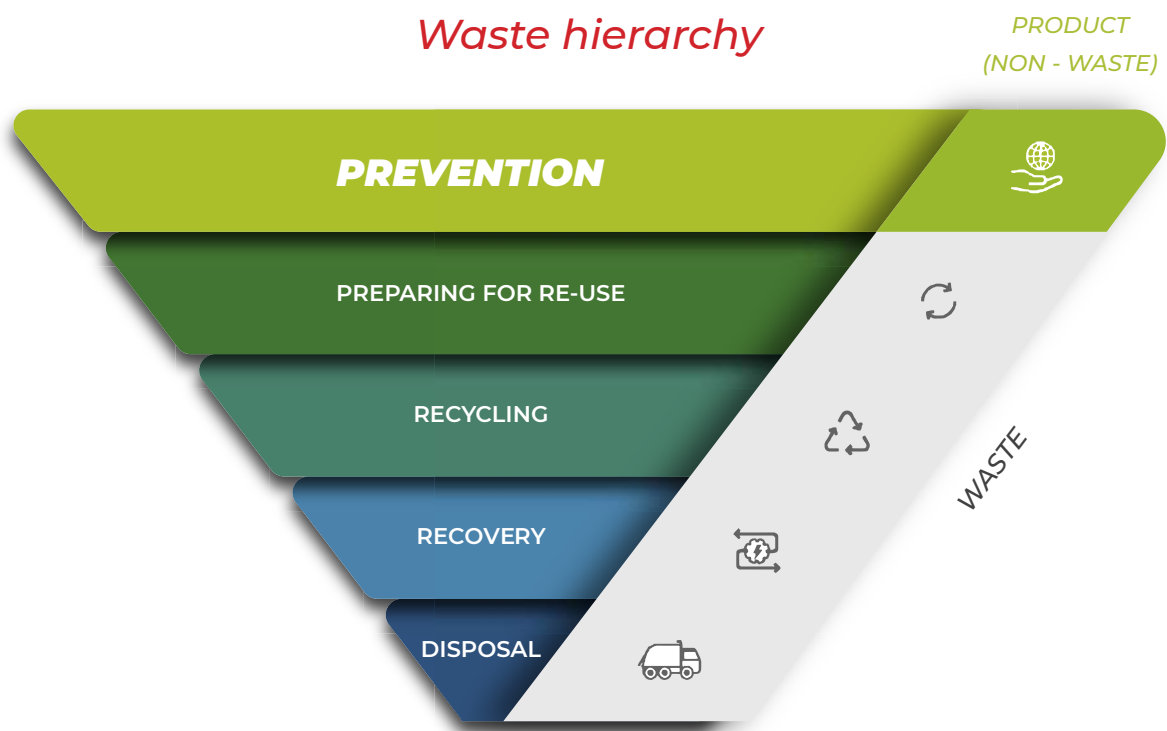 Waste hierarchy
PRODUCT
(NON - WASTE)
PREVENTION
PREPARING FOR RE-USE
RECYCLING
RECOVERY
DISPOSAL
WASTE